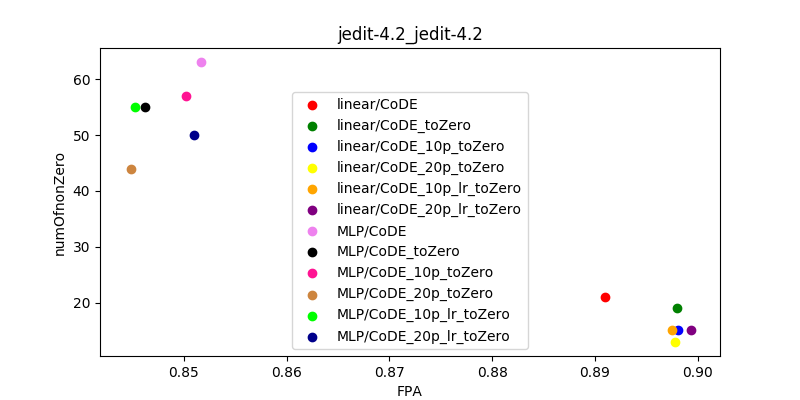 jedit-4.2_jedit-4.2
numOfnonZero
60
50
40
30
20
linear/CoDE
linear/CoDE_toZero
linear/CoDE_10p_toZero
linear/CoDE_20p_toZero
linear/CoDE_10p_lr_toZero
linear/CoDE_20p_lr_toZero
MLP/CoDE
MLP/CoDE_toZero
MLP/CoDE_10p_toZero
MLP/CoDE_20p_toZero
MLP/CoDE_10p_lr_toZero
MLP/CoDE_20p_lr_toZero
0.85 0.86 0.87 0.88 0.89 0.90
FPA